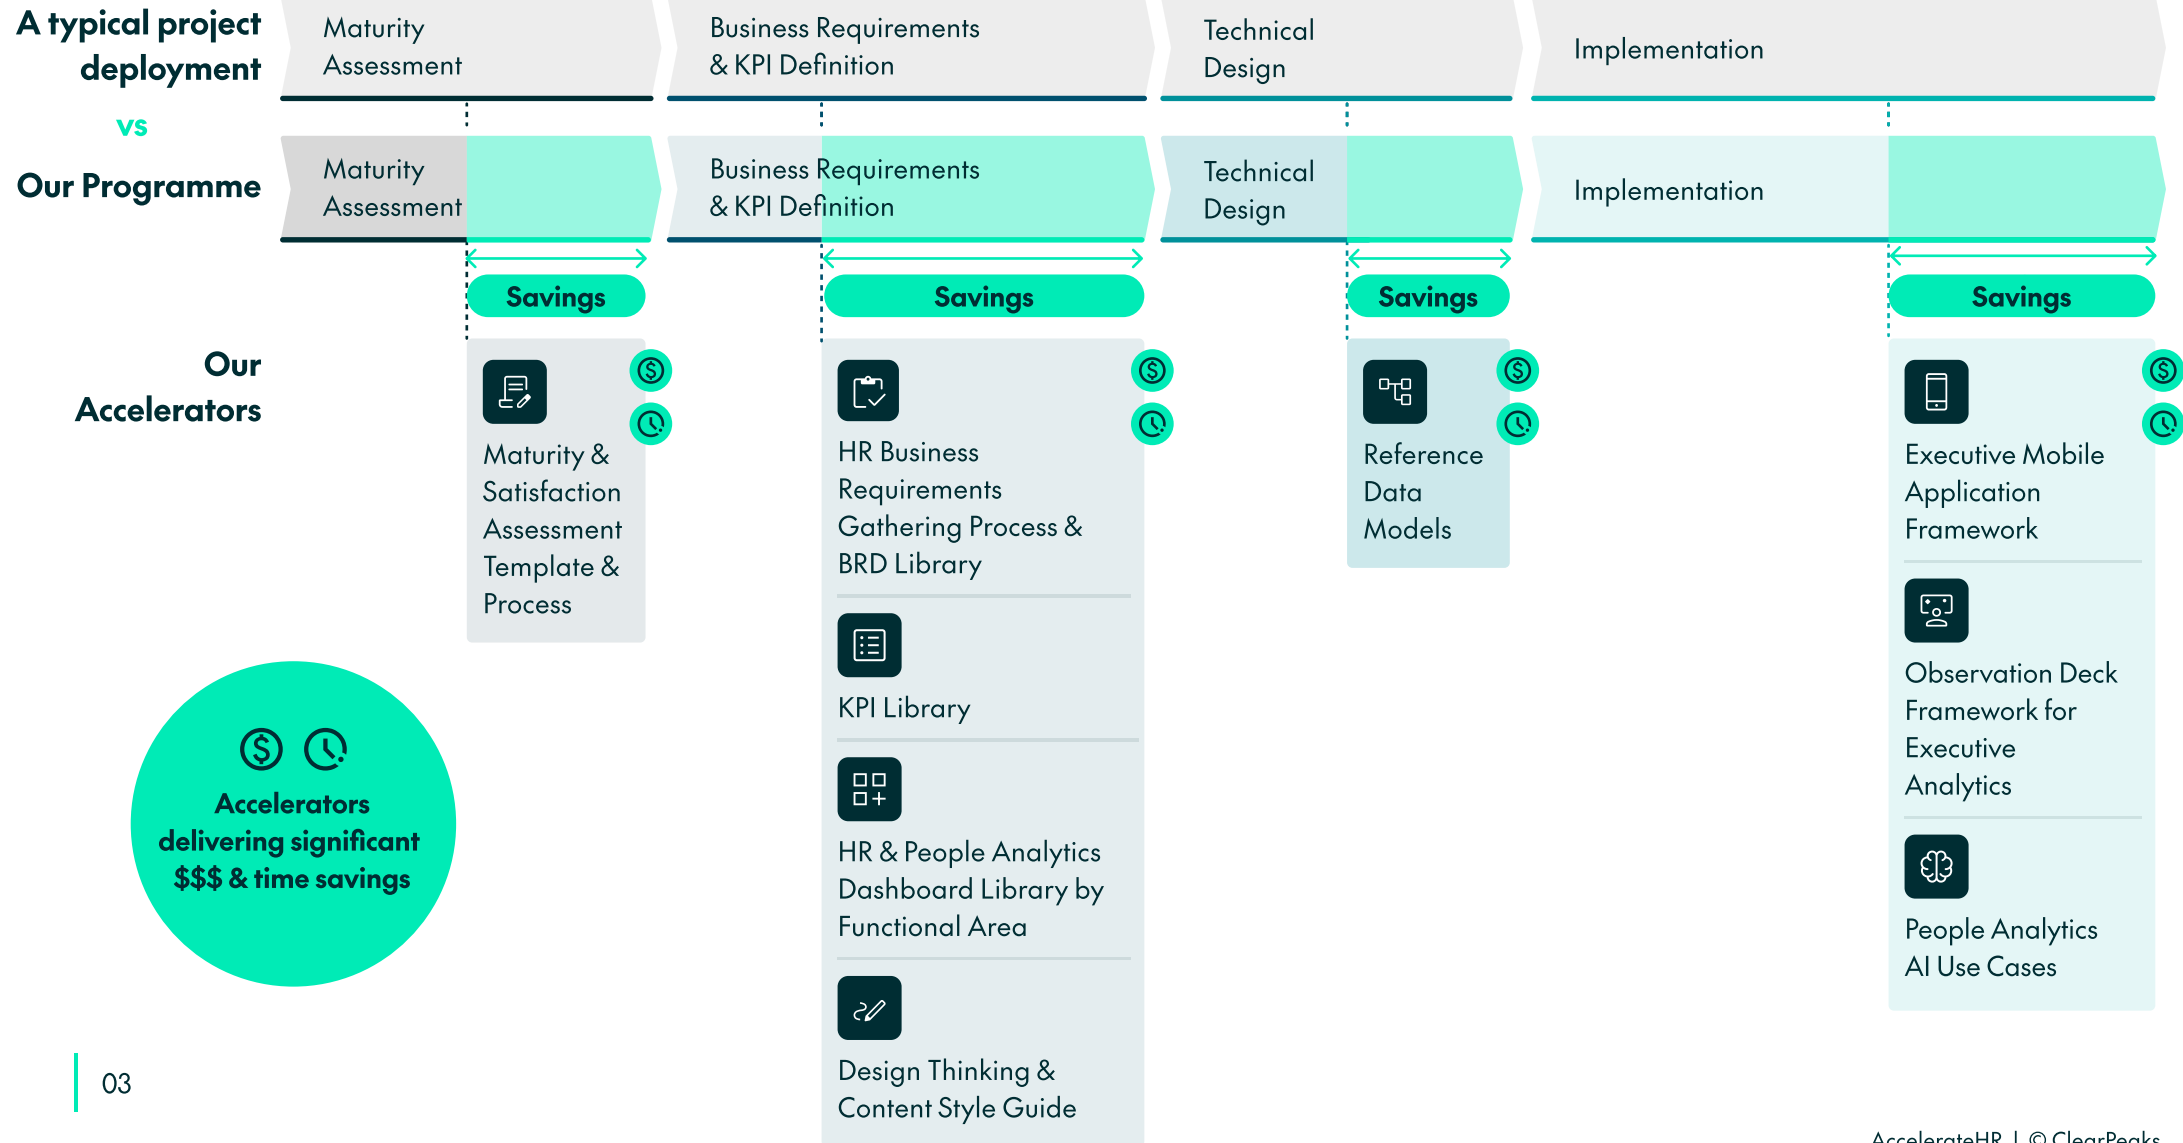 A typical project
deployment
Maturity
Assessment
Business Requirements
& KPI Definition
Technical
Design
Implementation
vs
Our Programme
Maturity
Assessment
Business Requirements
& KPI Definition
Technical
Design
Implementation
Savings
Savings
Savings
Savings
Our
Accelerators
Maturity &
Satisfaction
Assessment
Template &
Process
HR Business
Requirements
Gathering Process &
BRD Library
KPI Library
HR & People Analytics
Dashboard Library by
Functional Area
Design Thinking &
Content Style Guide
Reference
Data
Models
Executive Mobile
Application
Framework
Observation Deck
Framework for
Executive
Analytics
People Analytics
AI Use Cases
Accelerators
delivering significant
$$$ & time savings
03
AccelerateHR | © ClearPeaks